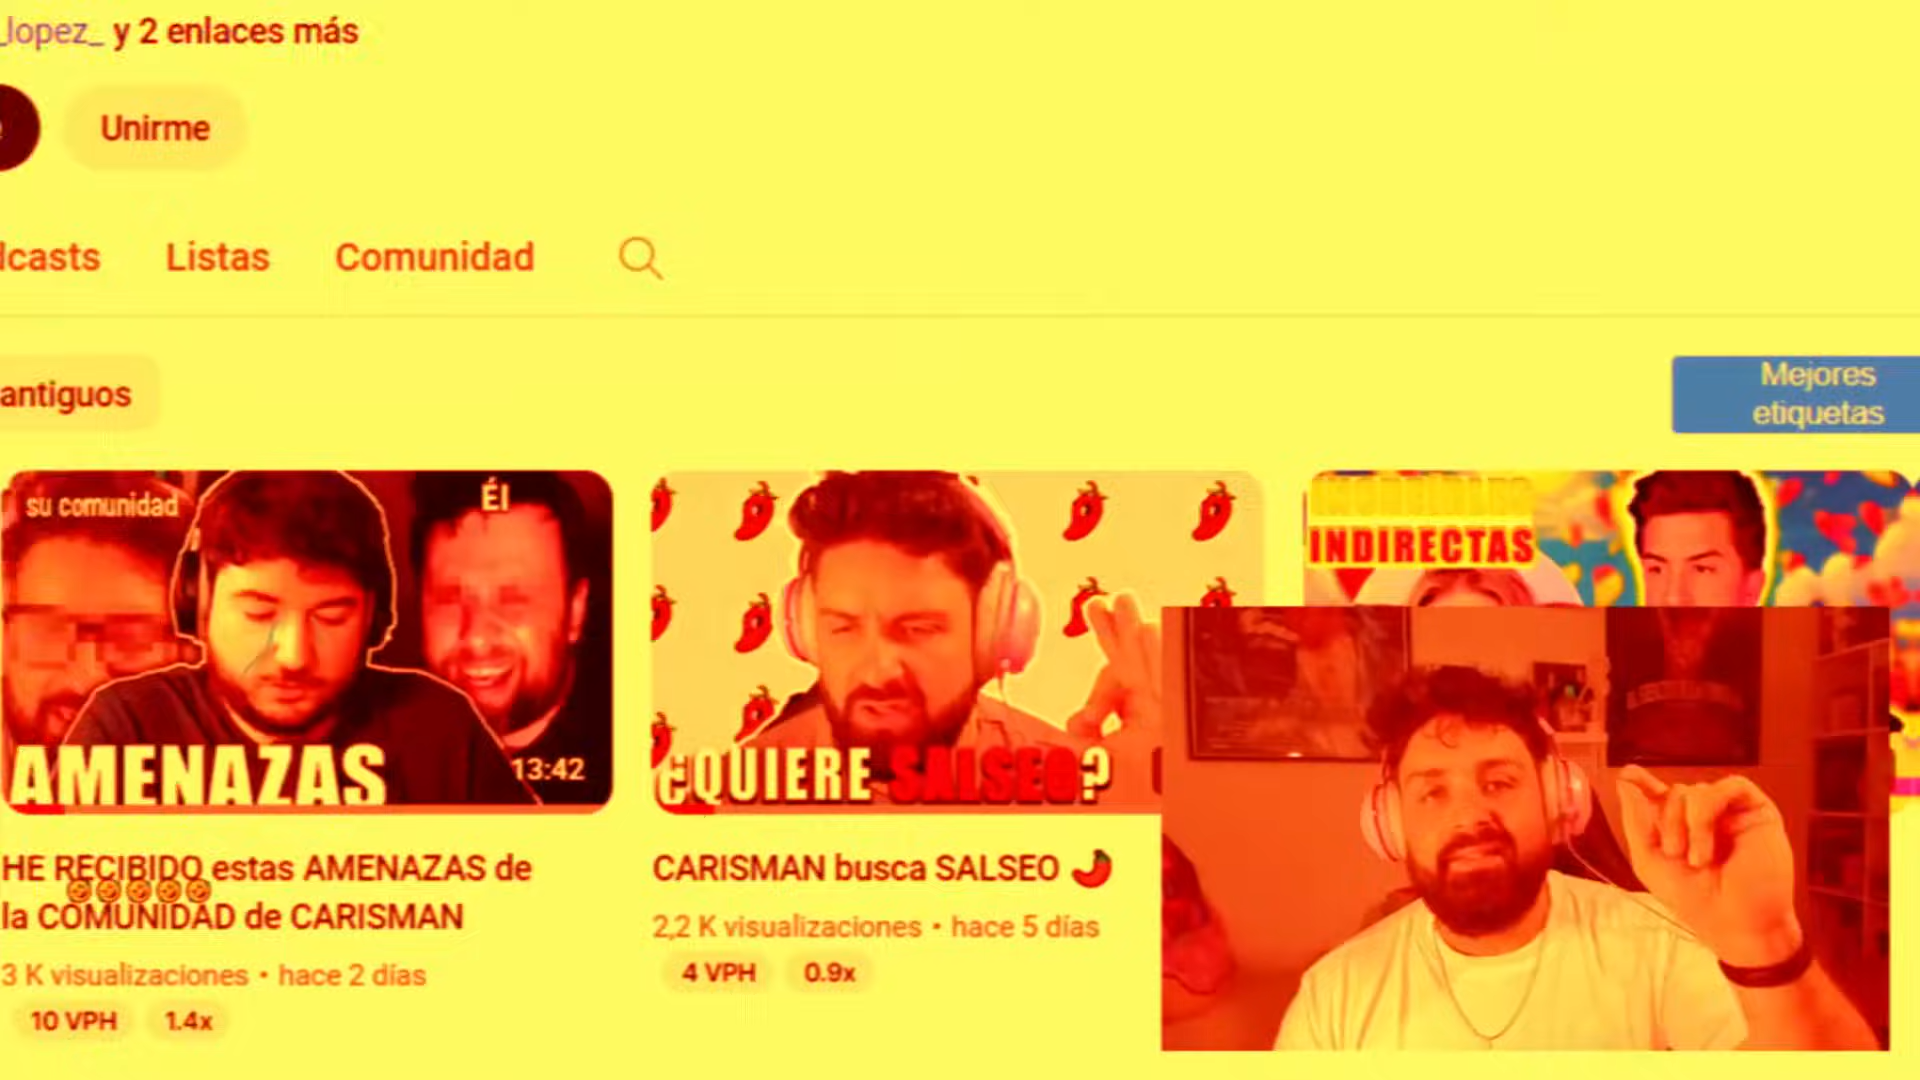 _lopez_ y 2 enlaces más
Unirme
dcasts Listas Comunidad
antiguos
Mejores
etiquetas
su comunidad
Él
AMENAZAS
13:42
¿QUIERE SALSEO?
INDIRECTAS
HE RECIBIDO estas AMENAZAS de
la COMUNIDAD de CARISMAN
3 K visualizaciones • hace 2 días
10 VPH 1.4x
CARISMAN busca SALSEO 🌶
2,2 K visualizaciones • hace 5 días
4 VPH 0.9x